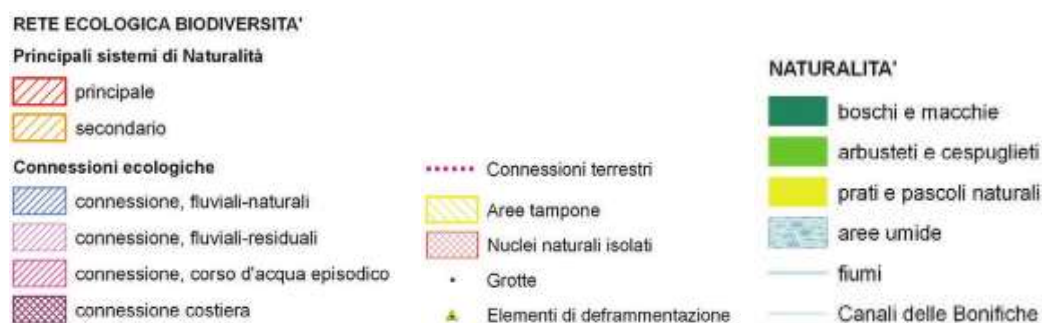 RETE ECOLOGICA BIODIVERSITA'
Principali sistemi di Naturalità
principale
secondario
Connessioni ecologiche
connessione, fluviali-naturali
connessione, fluviali-residuali
connessione, corso d'acqua episodico
connessione costiera
Connessioni terrestri
Aree tampone
Nuclei naturali isolati
Grotte
Elementi di deframmentazione
NATURALITA'
boschi e macchie
arbusteti e cespuglieti
prati e pascoli naturali
aree umide
fiumi
Canali delle Bonifiche